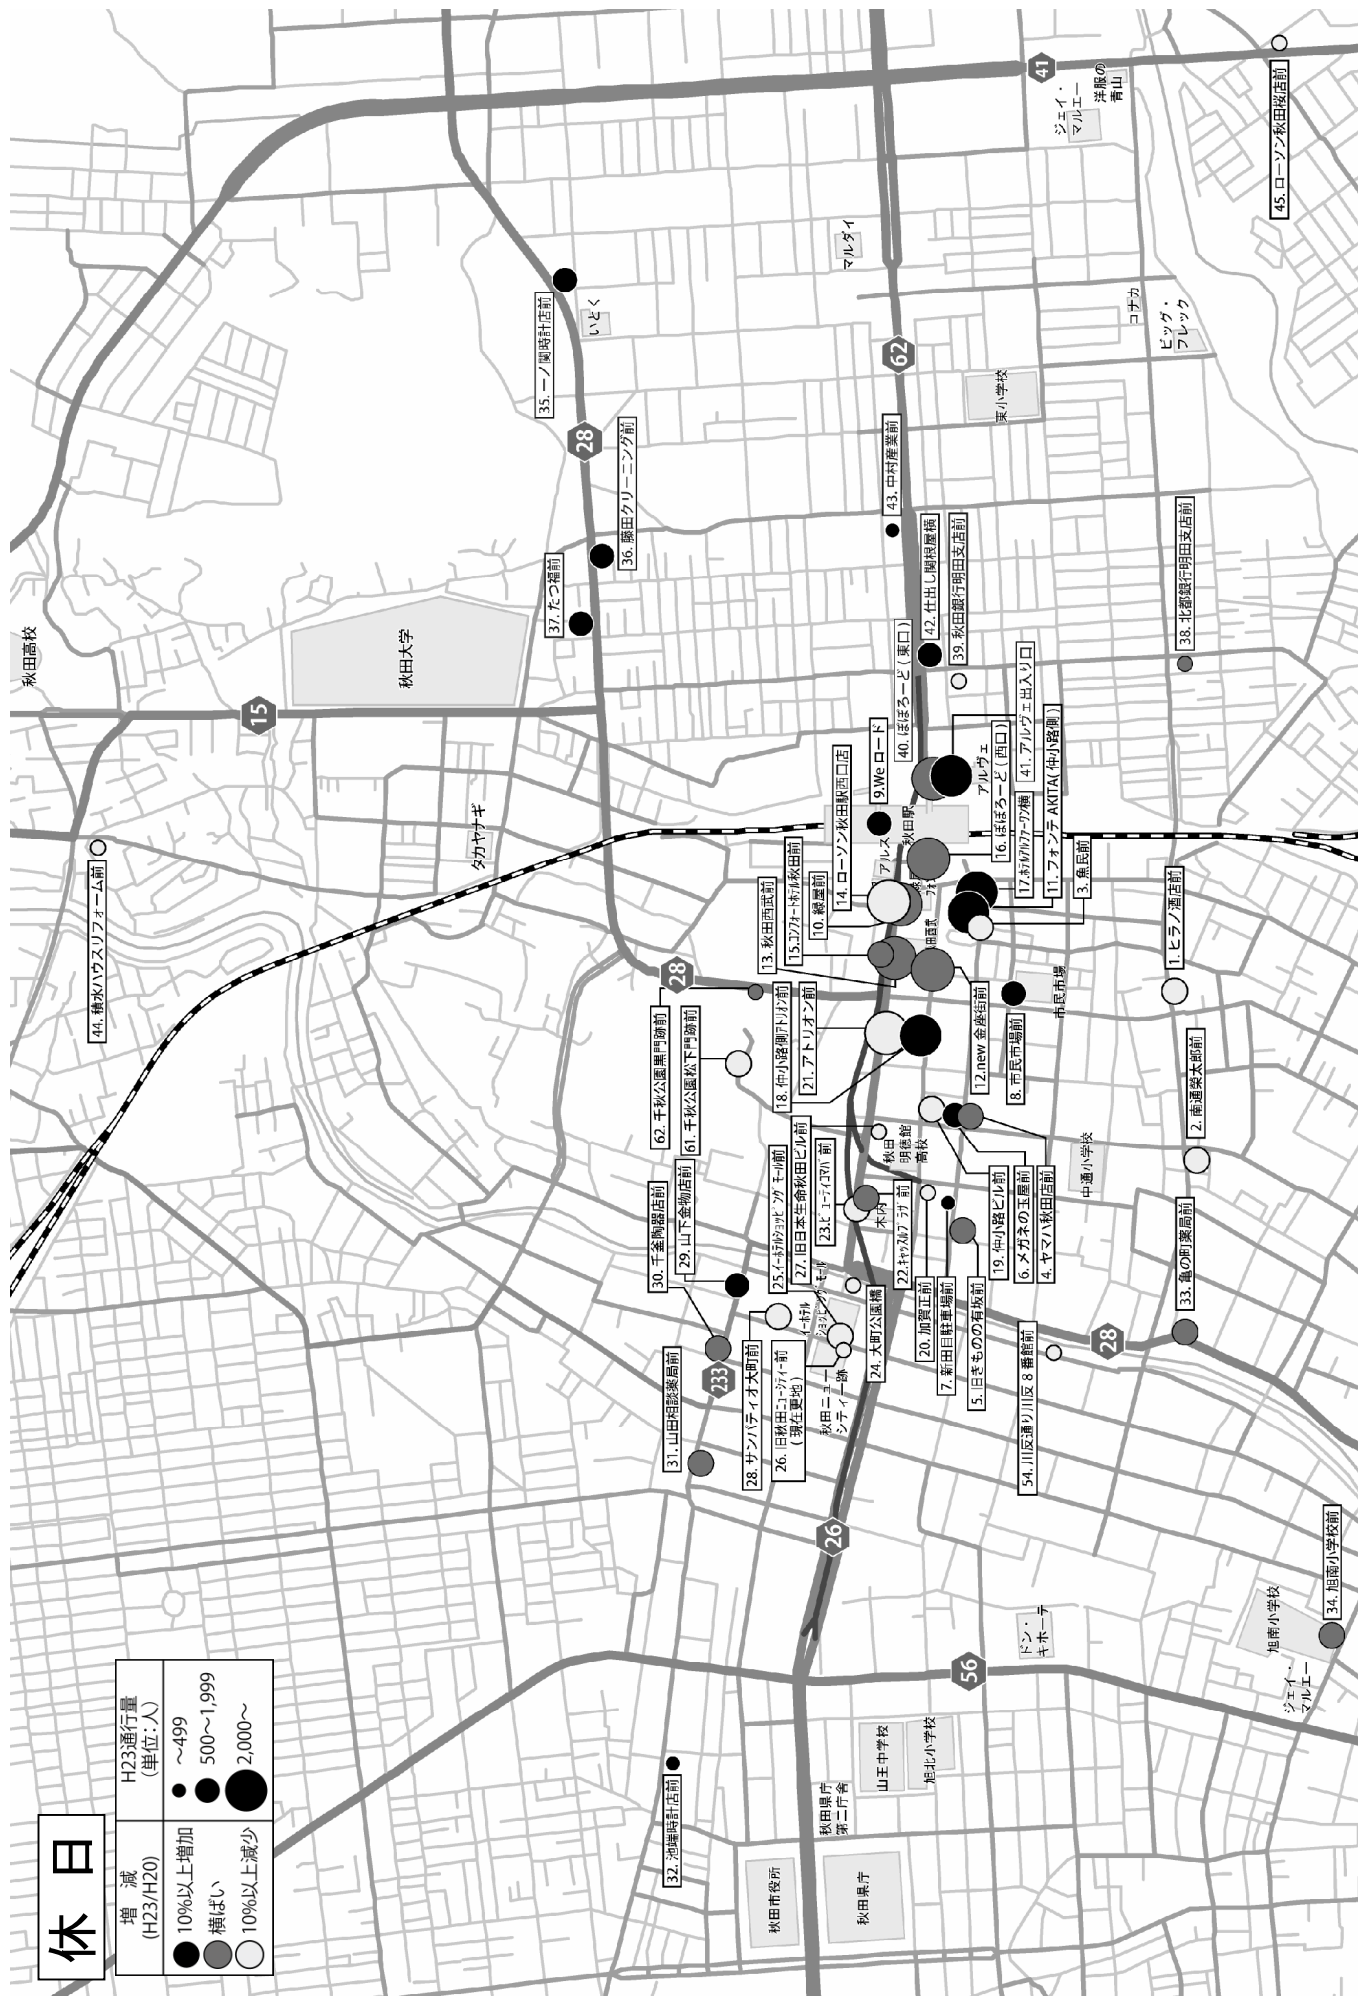 休 日
増 減
(H23/H20)
H23通行量
(単位:人)
10%以上増加
横ばい
10%以上減少
～499
500～1,999
2,000～
秋田高校
秋田大学
タカヤナギ
15
28
41
62
28
233
26
28
56
44. 積水ハウスリフォーム前
35. 一ノ関時計店前
いとく
36. 藤田クリーニング前
37. たつ福前
マルダイ
ジェイ・
マルエー
洋服の
青山
45. ローソン秋田桜店前
コナカ
ビッグ・
フレック
東小学校
43. 中村産業前
42. 仕出し関根屋横
39. 秋田銀行明田支店前
38. 北都銀行明田支店前
40. ぽぽろーど ( 東口 )
41. アルヴェ出入り口
アルヴェ
9.We ロード
秋田駅
アルス
16. ぽぽろーど ( 西口 )
17.ホテルアルファーワン横
11. フォンテ AKITA( 仲小路側 )
3. 魚民前
14. ローソン秋田駅西口店
10. 緑屋前
15.コンフォートホテル秋田前
13. 秋田西武前
1. ヒラノ酒店前
市民市場
12.new 金座街前
8. 市民市場前
18. 仲小路側アトリオン前
21. アトリオン前
62. 千秋公園黒門跡前
61. 千秋公園松下門跡前
2. 南通榮太郎前
中通小学校
秋田
明徳館
高校
木内
19. 仲小路ビル前
6. メガネの玉屋前
4. ヤマハ秋田店前
33. 亀の町薬局前
25.イーホテルショッピングモール前
27. 旧日本生命秋田ビル前
23.ビューティコマバ前
22.キャッスルプラザ前
20. 加賀正前
7. 新田目駐車場前
5. 旧きものの有坂前
24. 大町公園橋
54. 川反通り川反 8 番館前
30. 千釜陶器店前
29. 山下金物店前
31. 山田相談薬局前
28. サンパティオ大町前
26. 旧秋田ニューシティー前
( 現在更地 )
イーホテル
ショッピングモール
秋田ニュー
シティー跡
34. 旭南小学校前
旭南小学校
ジェイ・
マルエー
ドン・
キホーテ
山王中学校
旭北小学校
秋田県庁
第二庁舎
32. 池端時計店前
秋田市役所
秋田県庁